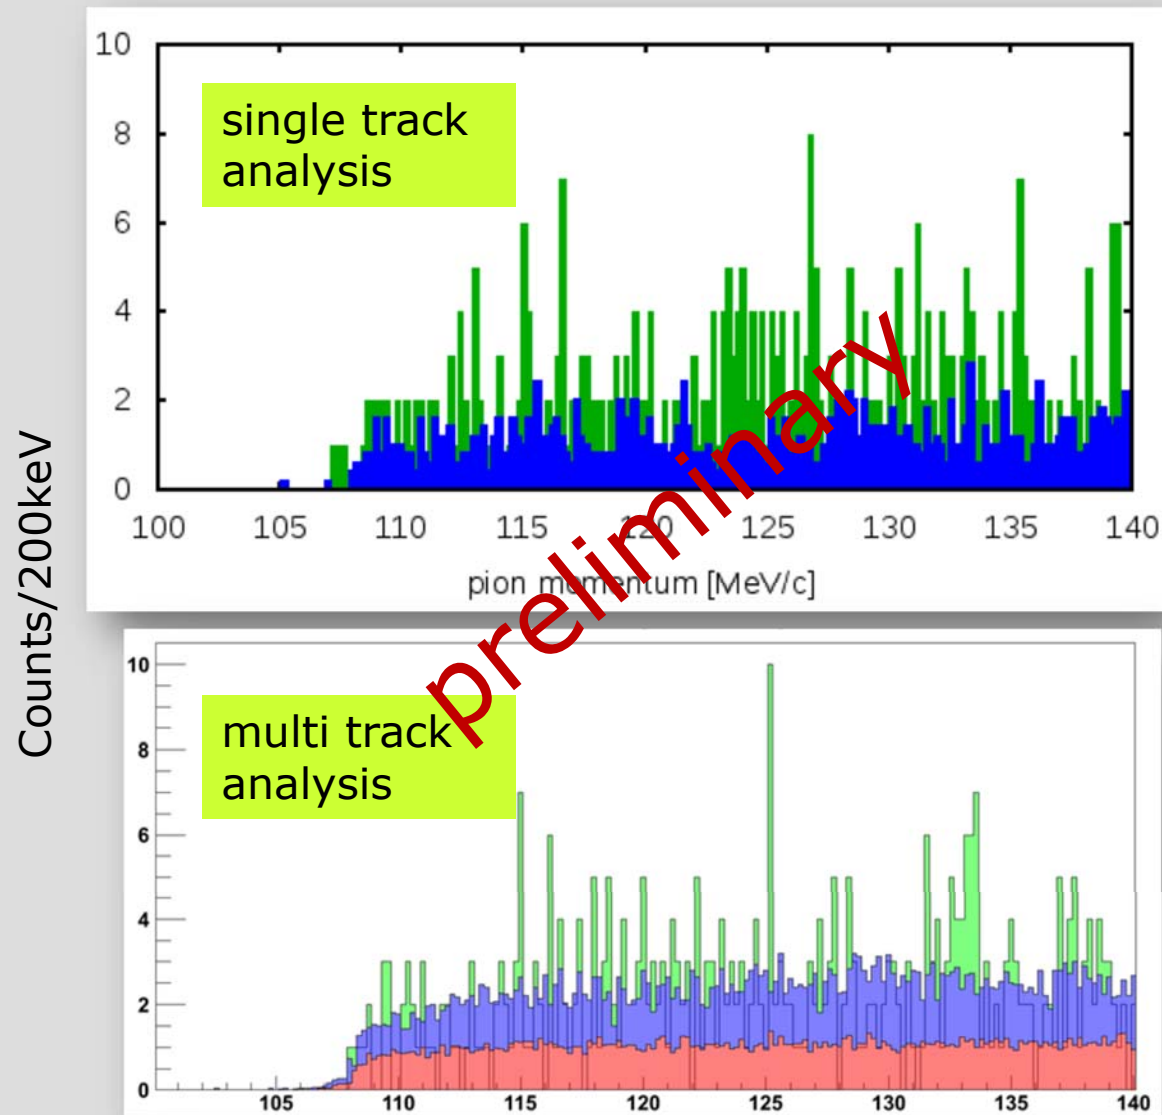 10
single track
analysis
8
6
4
2
0
100 105 110 115 120 125 130 135 140
pion momentum [MeV/c]
Counts/200keV
preliminary
10
multi track
analysis
8
6
4
2
0
105 110 115 120 125 130 135 140